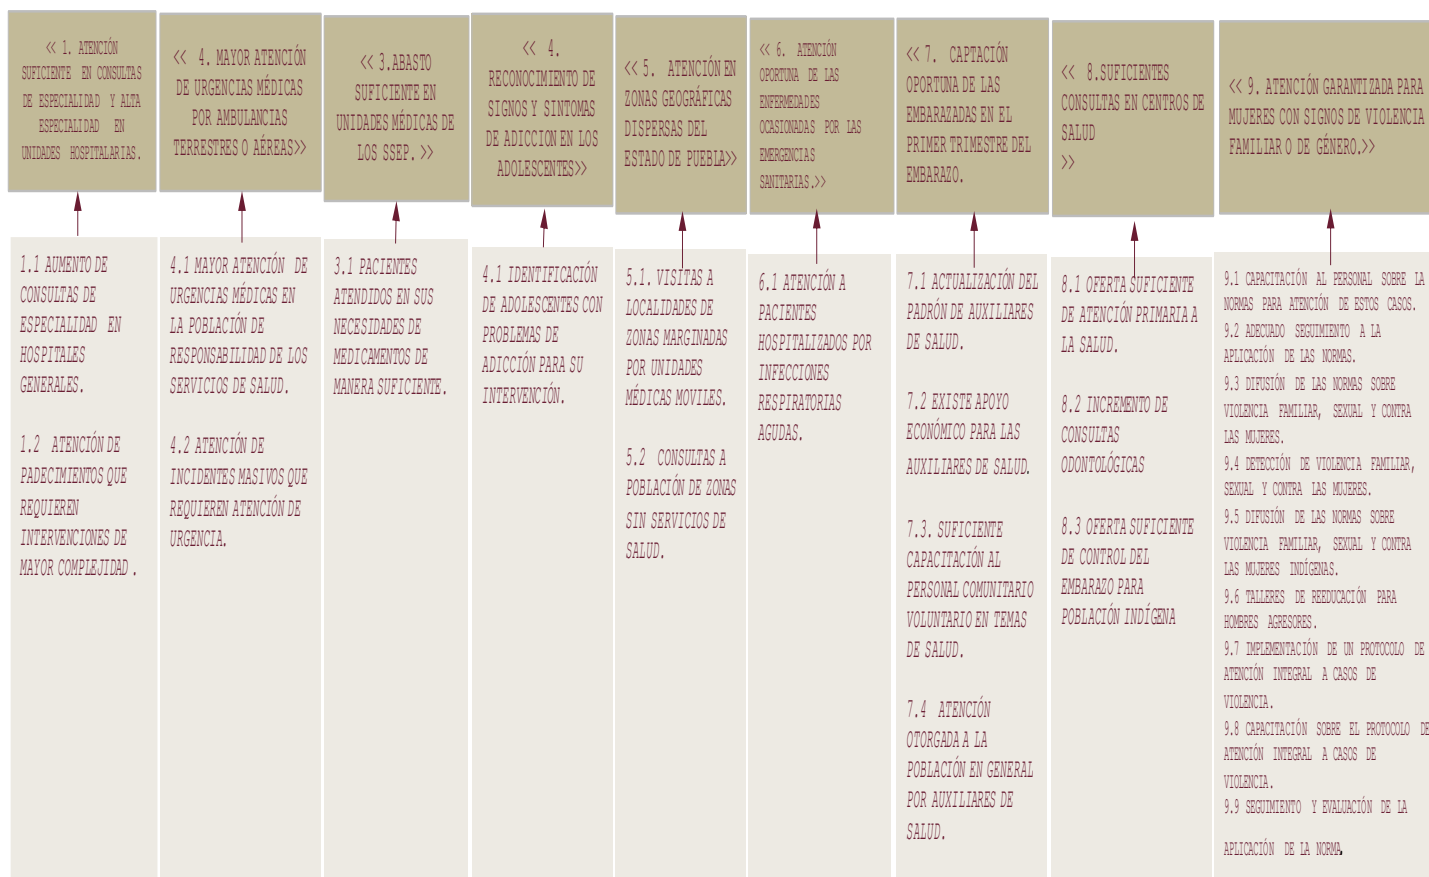 << 1. ATENCIÓN
SUFICIENTE EN CONSULTAS
DE ESPECIALIDAD Y ALTA
ESPECIALIDAD EN
UNIDADES HOSPITALARIAS.
<< 4. MAYOR ATENCIÓN
DE URGENCIAS MÉDICAS
POR AMBULANCIAS
TERRESTRES O AÉREAS>>
<< 3.ABASTO
SUFICIENTE EN
UNIDADES MÉDICAS DE
LOS SSEP. >>
<< 4.
RECONOCIMIENTO DE
SIGNOS Y SINTOMAS
DE ADICCION EN LOS
ADOLESCENTES>>
<< 5. ATENCIÓN EN
ZONAS GEOGRÁFICAS
DISPERSAS DEL
ESTADO DE PUEBLA>>
<< 6. ATENCIÓN
OPORTUNA DE LAS
ENFERMEDADES
OCASIONADAS POR LAS
EMERGENCIAS
SANITARIAS.>>
<< 7. CAPTACIÓN
OPORTUNA DE LAS
EMBARAZADAS EN EL
PRIMER TRIMESTRE DEL
EMBARAZO.
<< 8.SUFICIENTES
CONSULTAS EN CENTROS DE
SALUD
>>
<< 9. ATENCIÓN GARANTIZADA PARA
MUJERES CON SIGNOS DE VIOLENCIA
FAMILIAR O DE GÉNERO.>>
1.1 AUMENTO DE
CONSULTAS DE
ESPECIALIDAD EN
HOSPITALES
GENERALES.
1.2 ATENCIÓN DE
PADECIMIENTOS QUE
REQUIEREN
INTERVENCIONES DE
MAYOR COMPLEJIDAD .
4.1 MAYOR ATENCIÓN DE
URGENCIAS MÉDICAS EN
LA POBLACIÓN DE
RESPONSABILIDAD DE LOS
SERVICIOS DE SALUD.
4.2 ATENCIÓN DE
INCIDENTES MASIVOS QUE
REQUIEREN ATENCIÓN DE
URGENCIA.
3.1 PACIENTES
ATENDIDOS EN SUS
NECESIDADES DE
MEDICAMENTOS DE
MANERA SUFICIENTE.
4.1 IDENTIFICACIÓN
DE ADOLESCENTES CON
PROBLEMAS DE
ADICCIÓN PARA SU
INTERVENCIÓN.
5.1. VISITAS A
LOCALIDADES DE
ZONAS MARGINADAS
POR UNIDADES
MÉDICAS MOVILES.
5.2 CONSULTAS A
POBLACIÓN DE ZONAS
SIN SERVICIOS DE
SALUD.
6.1 ATENCIÓN A
PACIENTES
HOSPITALIZADOS POR
INFECCIONES
RESPIRATORIAS
AGUDAS.
7.1 ACTUALIZACIÓN DEL
PADRÓN DE AUXILIARES
DE SALUD.
7.2 EXISTE APOYO
ECONÓMICO PARA LAS
AUXILIARES DE SALUD.
7.3. SUFICIENTE
CAPACITACIÓN AL
PERSONAL COMUNITARIO
VOLUNTARIO EN TEMAS
DE SALUD.
7.4 ATENCIÓN
OTORGADA A LA
POBLACIÓN EN GENERAL
POR AUXILIARES DE
SALUD.
8.1 OFERTA SUFICIENTE
DE ATENCIÓN PRIMARIA A
LA SALUD.
8.2 INCREMENTO DE
CONSULTAS
ODONTOLÓGICAS
8.3 OFERTA SUFICIENTE
DE CONTROL DEL
EMBARAZO PARA
POBLACIÓN INDÍGENA
9.1 CAPACITACIÓN AL PERSONAL SOBRE LA
NORMAS PARA ATENCIÓN DE ESTOS CASOS.
9.2 ADECUADO SEGUIMIENTO A LA
APLICACIÓN DE LAS NORMAS.
9.3 DIFUSIÓN DE LAS NORMAS SOBRE
VIOLENCIA FAMILIAR, SEXUAL Y CONTRA
LAS MUJERES.
9.4 DETECCIÓN DE VIOLENCIA FAMILIAR,
SEXUAL Y CONTRA LAS MUJERES.
9.5 DIFUSIÓN DE LAS NORMAS SOBRE
VIOLENCIA FAMILIAR, SEXUAL Y CONTRA
LAS MUJERES INDÍGENAS.
9.6 TALLERES DE REEDUCACIÓN PARA
HOMBRES AGRESORES.
9.7 IMPLEMENTACIÓN DE UN PROTOCOLO DE
ATENCIÓN INTEGRAL A CASOS DE
VIOLENCIA.
9.8 CAPACITACIÓN SOBRE EL PROTOCOLO DE
ATENCIÓN INTEGRAL A CASOS DE
VIOLENCIA.
9.9 SEGUIMIENTO Y EVALUACIÓN DE LA
APLICACIÓN DE LA NORMA.